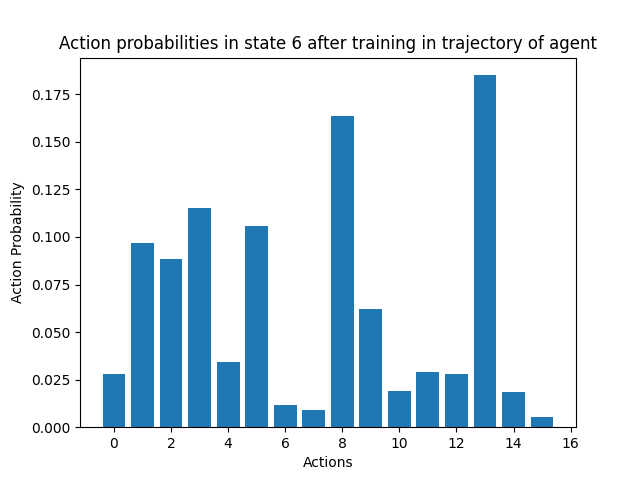 Action probabilities in state 6 after training in trajectory of agent
0.175
0.150
0.125
0.100
0.075
0.050
0.025
0.000
Action Probability
0 2 4 6 8 10 12 14 16
Actions